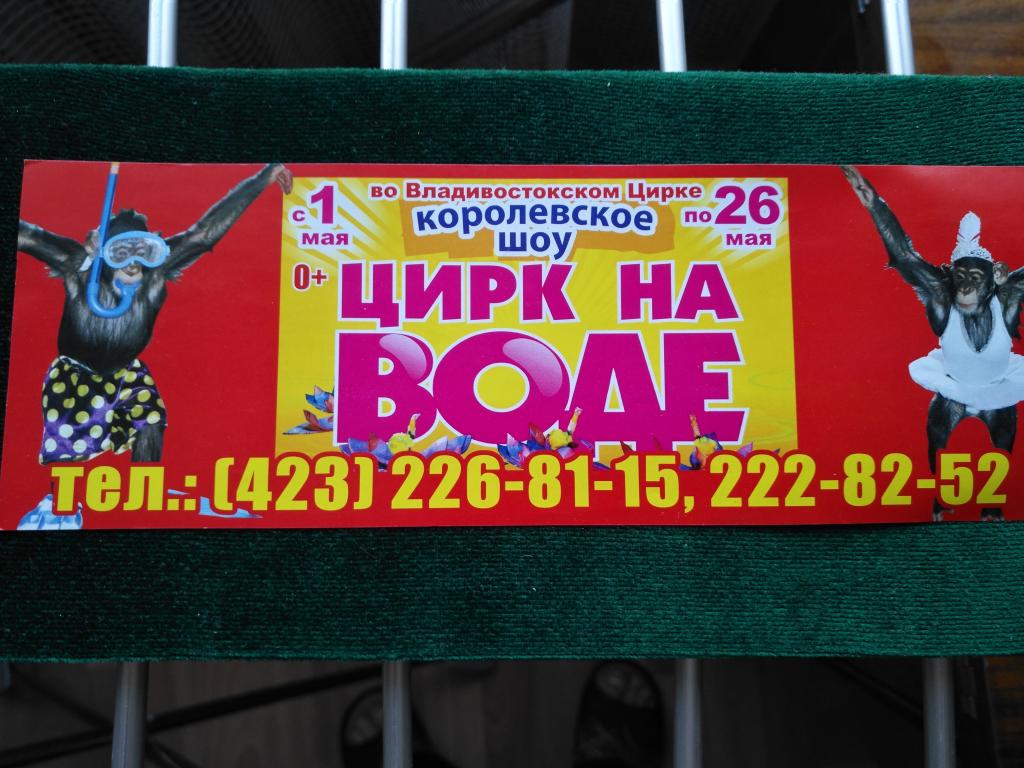 во Владивостокском Цирке
с 1 мая
королевское
шоу
по 26 мая
0+
ЦИРК НА
ВОДЕ
тел.: (423) 226-81-15, 222-82-52